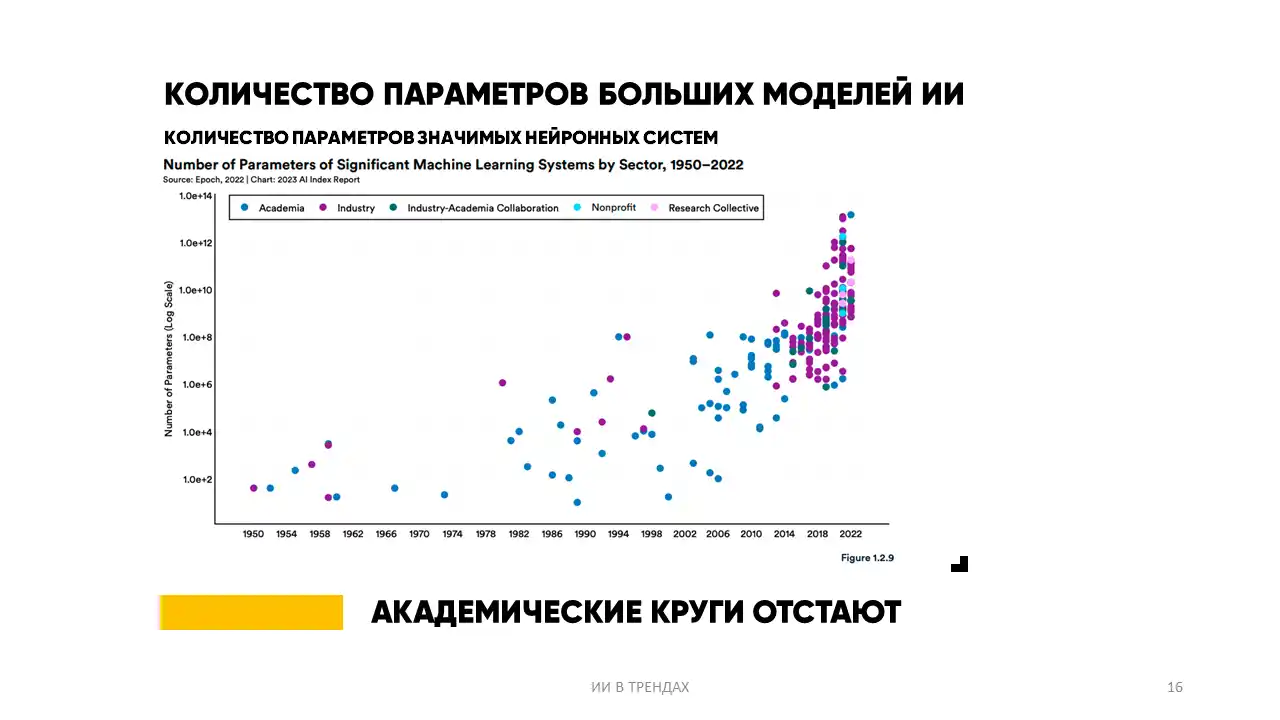 КОЛИЧЕСТВО ПАРАМЕТРОВ БОЛЬШИХ МОДЕЛЕЙ ИИ
КОЛИЧЕСТВО ПАРАМЕТРОВ ЗНАЧИМЫХ НЕЙРОННЫХ СИСТЕМ
Number of Parameters of Significant Machine Learning Systems by Sector, 1950–2022
Source: Epoch, 2022 | Chart: 2023 AI Index Report
Academia Industry Industry-Academia Collaboration Nonprofit Research Collective
Number of Parameters (Log Scale)
1.0e+14
1.0e+12
1.0e+10
1.0e+8
1.0e+6
1.0e+4
1.0e+2
1950 1954 1958 1962 1966 1970 1974 1978 1982 1986 1990 1994 1998 2002 2006 2010 2014 2018 2022
Figure 1.2.9
АКАДЕМИЧЕСКИЕ КРУГИ ОТСТАЮТ
ИИ В ТРЕНДАХ
16